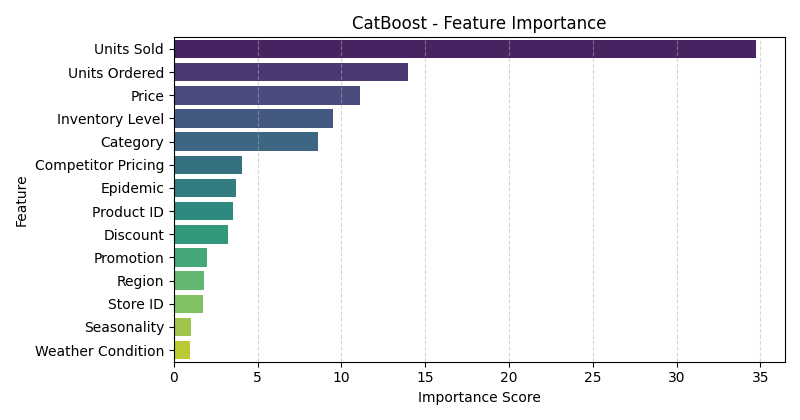 CatBoost - Feature Importance
Units Sold
Units Ordered
Price
Inventory Level
Category
Competitor Pricing
Epidemic
Product ID
Discount
Promotion
Region
Store ID
Seasonality
Weather Condition
Feature
0 5 10 15 20 25 30 35
Importance Score